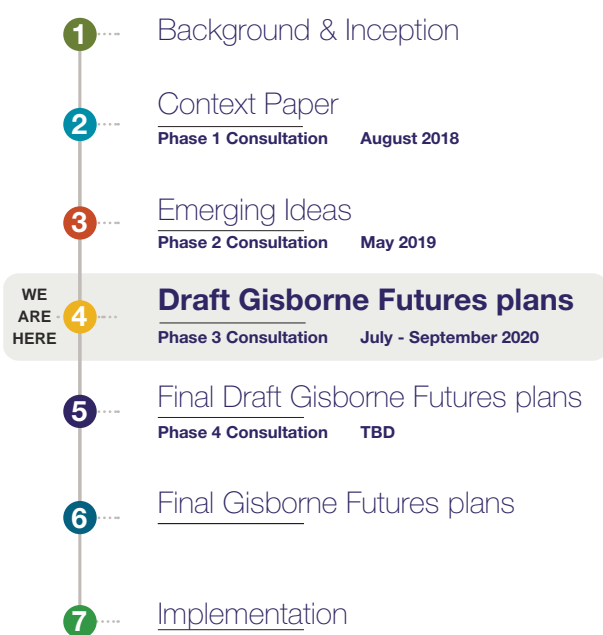 1 Background & Inception
2 Context Paper
Phase 1 Consultation August 2018
3 Emerging Ideas
Phase 2 Consultation May 2019
WE ARE HERE
4 Draft Gisborne Futures plans
Phase 3 Consultation July - September 2020
5 Final Draft Gisborne Futures plans
Phase 4 Consultation TBD
6 Final Gisborne Futures plans
7 Implementation